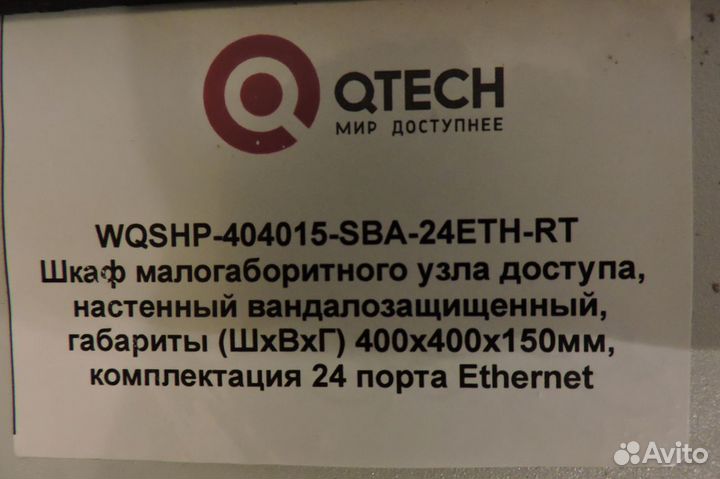 QTECH
МИР ДОСТУПНЕЕ
WQSHP-404015-SBA-24ETH-RT
Шкаф малогаборитного узла доступа,
настенный вандалозащищенный,
габариты (ШхВхГ) 400х400х150мм,
комплектация 24 порта Ethernet
Avito